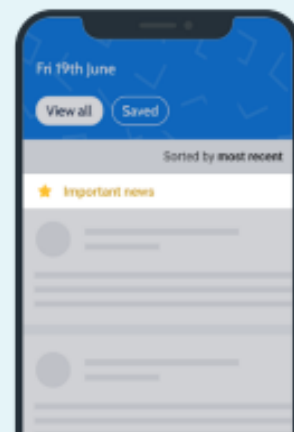 Fri 19th June
View all Saved
Sorted by most recent
Important news